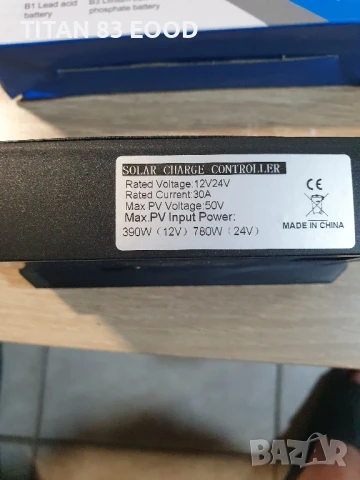 B1 Lead acid
battery
phosphate battery
TITAN 83 EOOD
SOLAR CHARGE CONTROLLER
Rated Voltage:12V24V
Rated Current:30A
Max PV Voltage:50V
Max.PV Input Power:
390W（12V）780W（24V）
CE
MADE IN CHINA
BAZAR